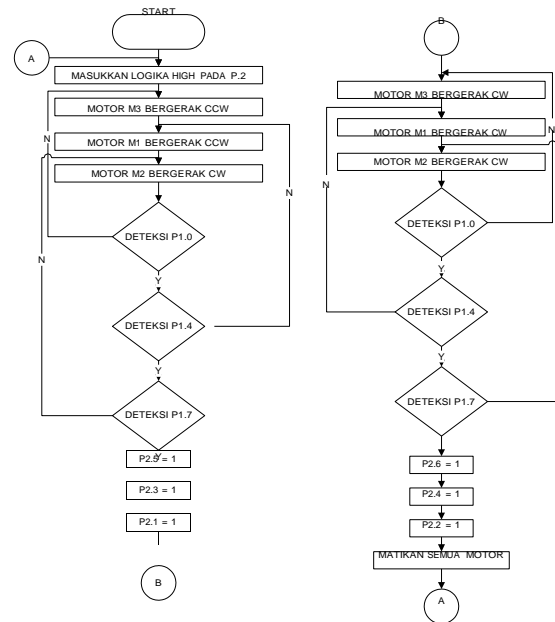 START
A
MASUKKAN LOGIKA HIGH PADA P.2
N
MOTOR M3 BERGERAK CCW
MOTOR M1 BERGERAK CCW
MOTOR M2 BERGERAK CW
N
N
DETEKSI P1.0
Y
DETEKSI P1.4
Y
DETEKSI P1.7
Y
P2.5 = 1
P2.3 = 1
P2.1 = 1
B
B
MOTOR M3 BERGERAK CW
MOTOR M1 BERGERAK CW
N
MOTOR M2 BERGERAK CW
N
DETEKSI P1.0
Y
DETEKSI P1.4
Y
DETEKSI P1.7
P2.6 = 1
P2.4 = 1
P2.2 = 1
MATIKAN SEMUA MOTOR
A